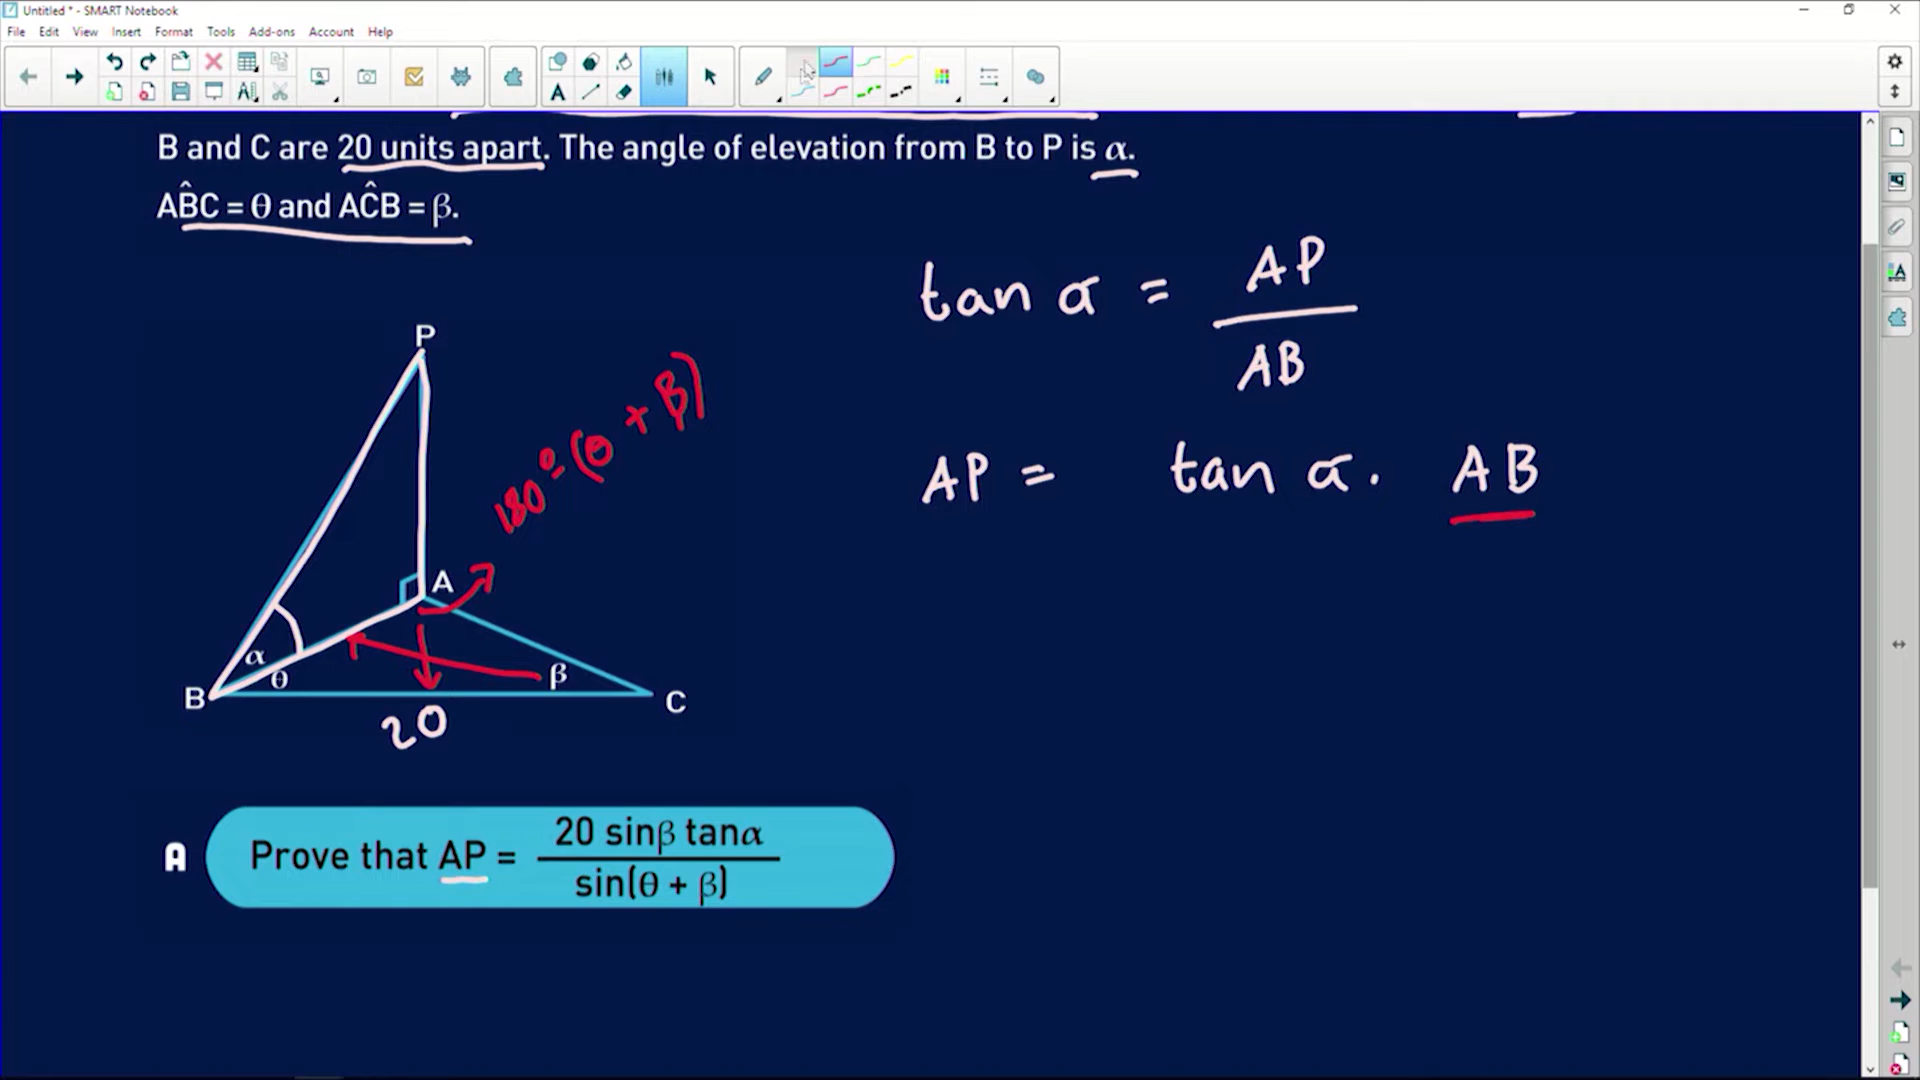 Untitled * - SMART Notebook
File Edit View Insert Format Tools Add-ons Account Help
B and C are 20 units apart. The angle of elevation from B to P is α.
AB̂C = θ and AĈB = β.
tan α = AP / AB
AP = tan α . AB
P
180° - (θ + β)
A
α
θ
β
B
C
20
A
Prove that AP = 20 sinβ tanα / sin(θ + β)